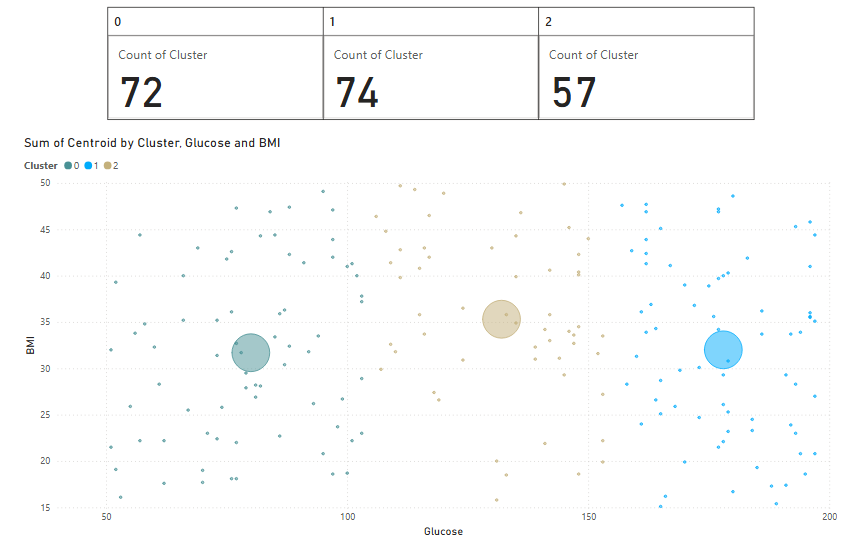 0 1 2
Count of Cluster Count of Cluster Count of Cluster
72 74 57
Sum of Centroid by Cluster, Glucose and BMI
Cluster 0 1 2
50
45
40
35
BMI
30
25
20
15
50 100 150 200
Glucose